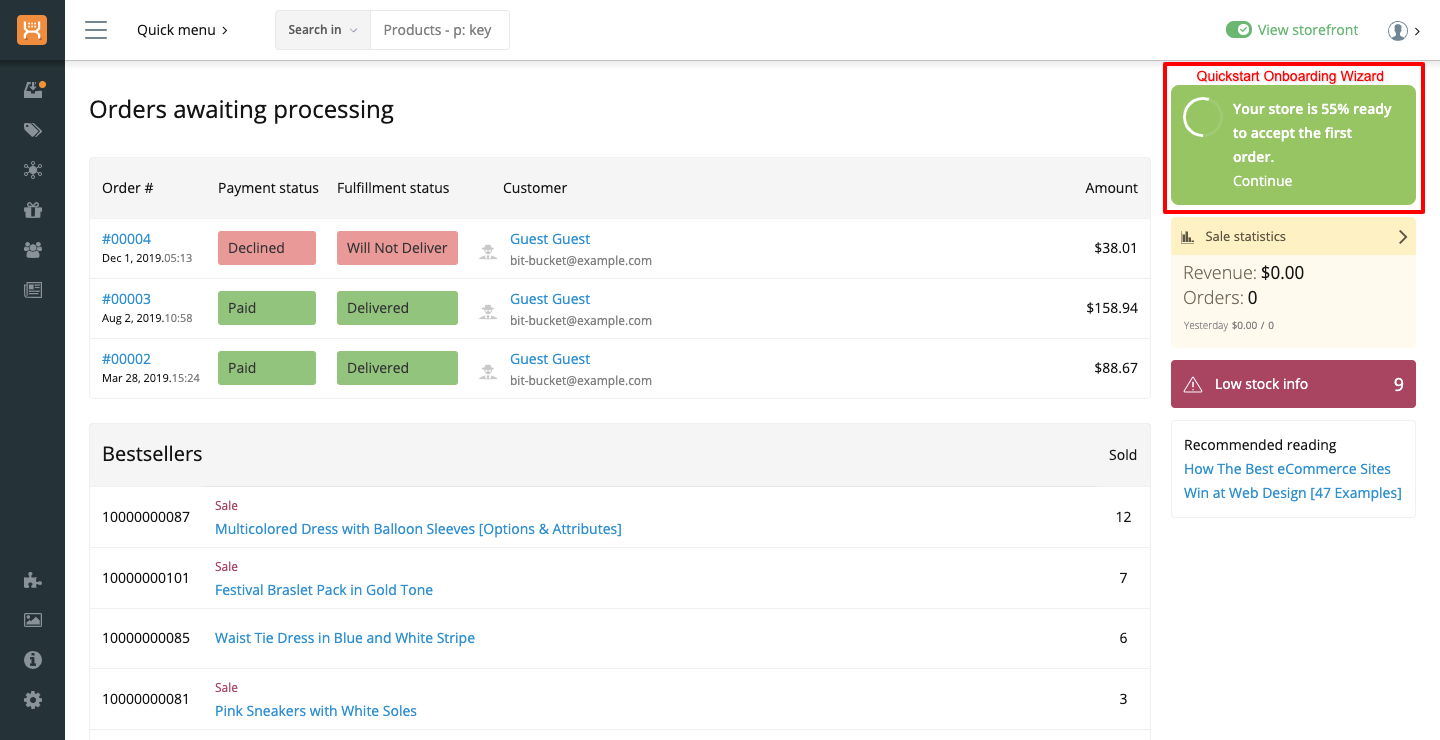 Quick menu
Search in
Products - p: key
View storefront
Quickstart Onboarding Wizard
Orders awaiting processing
Your store is 55% ready
to accept the first
order.
Continue
Order # Payment status Fulfillment status Customer Amount
#00004 Declined Will Not Deliver Guest Guest $38.01
Dec 1, 2019.05:13 bit-bucket@example.com
#00003 Paid Delivered Guest Guest $158.94
Aug 2, 2019.10:58 bit-bucket@example.com
#00002 Paid Delivered Guest Guest $88.67
Mar 28, 2019.15:24 bit-bucket@example.com
Sale statistics
Revenue: $0.00
Orders: 0
Yesterday $0.00 / 0
Low stock info 9
Recommended reading
How The Best eCommerce Sites
Win at Web Design [47 Examples]
Bestsellers Sold
Sale
10000000087 Multicolored Dress with Balloon Sleeves [Options & Attributes] 12
Sale
10000000101 Festival Braslet Pack in Gold Tone 7
10000000085 Waist Tie Dress in Blue and White Stripe 6
Sale
10000000081 Pink Sneakers with White Soles 3